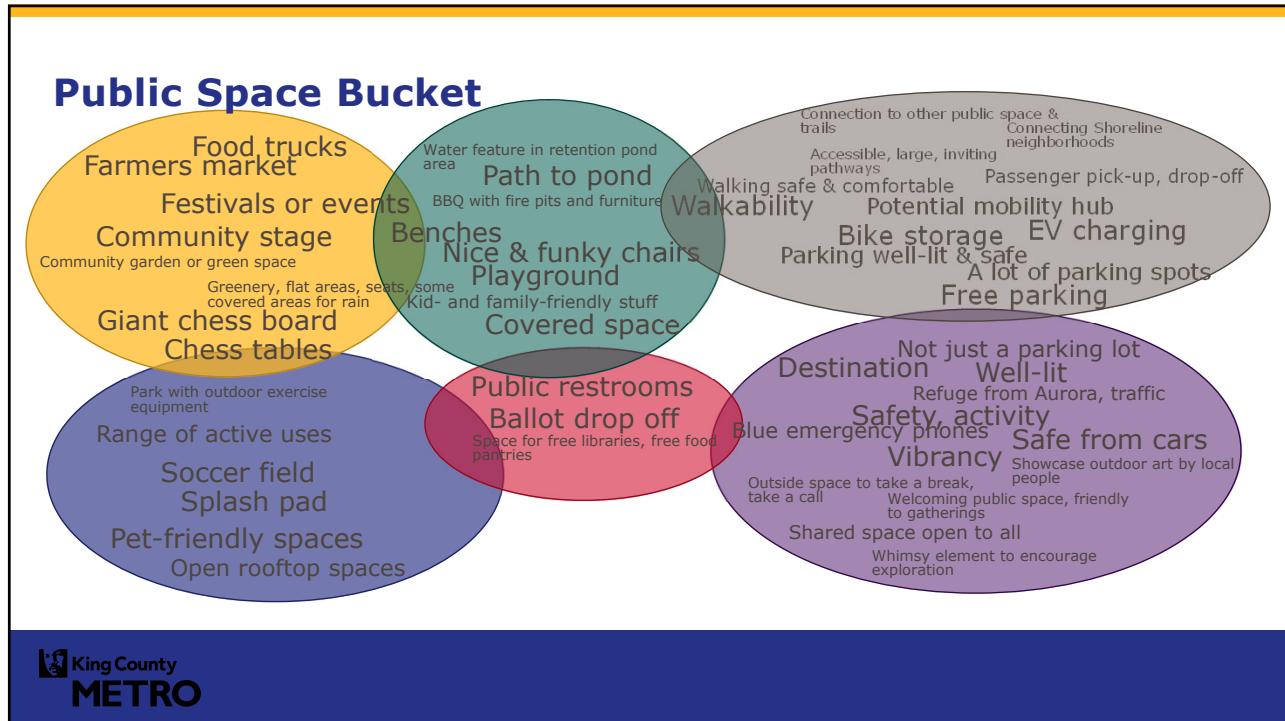 Public Space Bucket
Food trucks
Farmers market
Festivals or events
Community stage
Community garden or green space
Greenery, flat areas, seats, some
covered areas for rain
Giant chess board
Chess tables
Water feature in retention pond
area
Path to pond
BBQ with fire pits and furniture
Benches
Nice & funky chairs
Playground
Kid- and family-friendly stuff
Covered space
Connection to other public space &
trails
Connecting Shoreline
neighborhoods
Accessible, large, inviting
pathways
Passenger pick-up, drop-off
Walking safe & comfortable
Walkability
Potential mobility hub
Bike storage
EV charging
Parking well-lit & safe
A lot of parking spots
Free parking
Park with outdoor exercise
equipment
Range of active uses
Soccer field
Splash pad
Pet-friendly spaces
Open rooftop spaces
Public restrooms
Ballot drop off
Space for free libraries, free food
pantries
Not just a parking lot
Destination
Well-lit
Refuge from Aurora, traffic
Safety, activity
Blue emergency phones
Safe from cars
Vibrancy
Showcase outdoor art by local
people
Outside space to take a break,
take a call
Welcoming public space, friendly
to gatherings
Shared space open to all
Whimsy element to encourage
exploration
King County
METRO